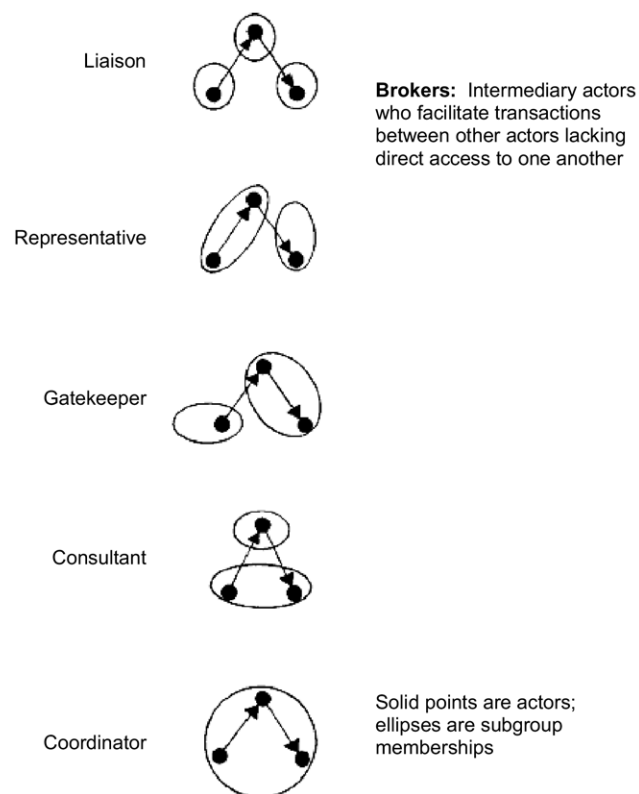 Liaison
Brokers: Intermediary actors
who facilitate transactions
between other actors lacking
direct access to one another
Representative
Gatekeeper
Consultant
Coordinator
Solid points are actors;
ellipses are subgroup
memberships